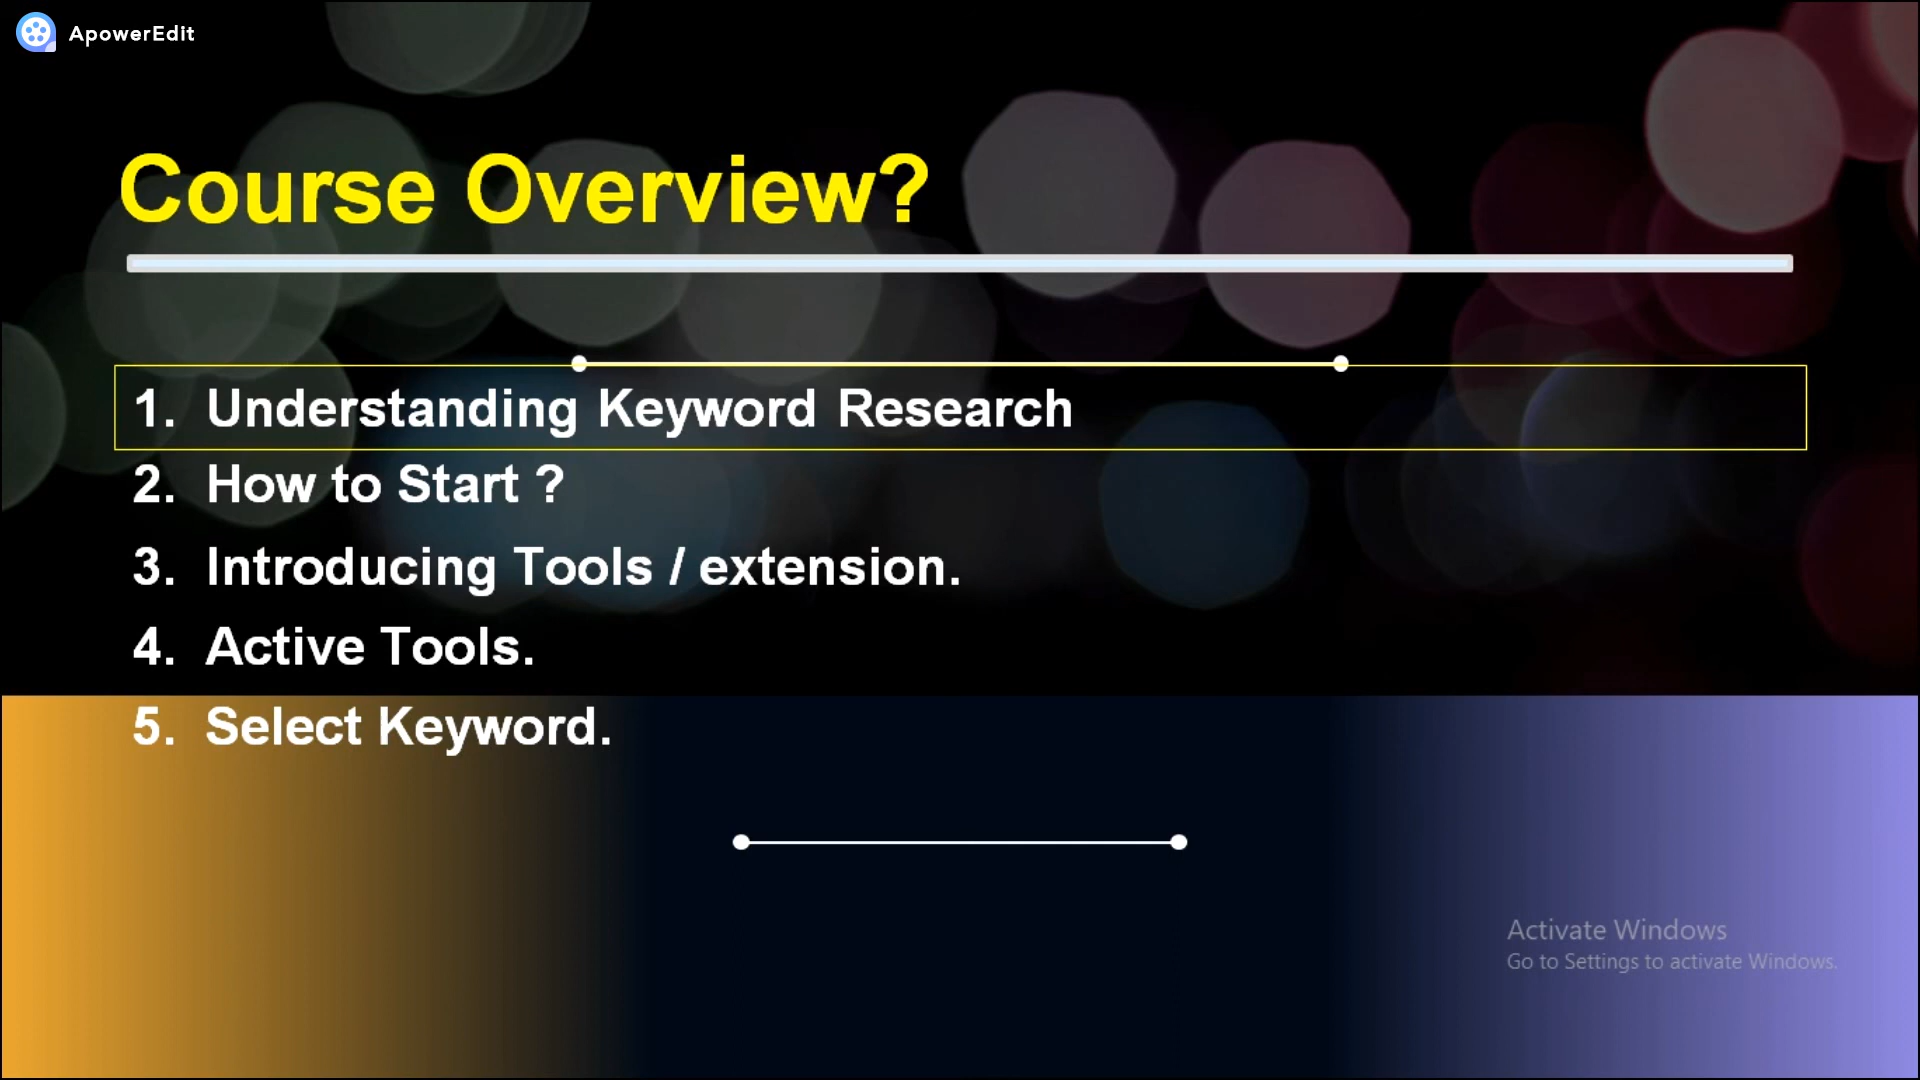 ApowerEdit
Course Overview?
1. Understanding Keyword Research
2. How to Start ?
3. Introducing Tools / extension.
4. Active Tools.
5. Select Keyword.
Activate Windows
Go to Settings to activate Windows.